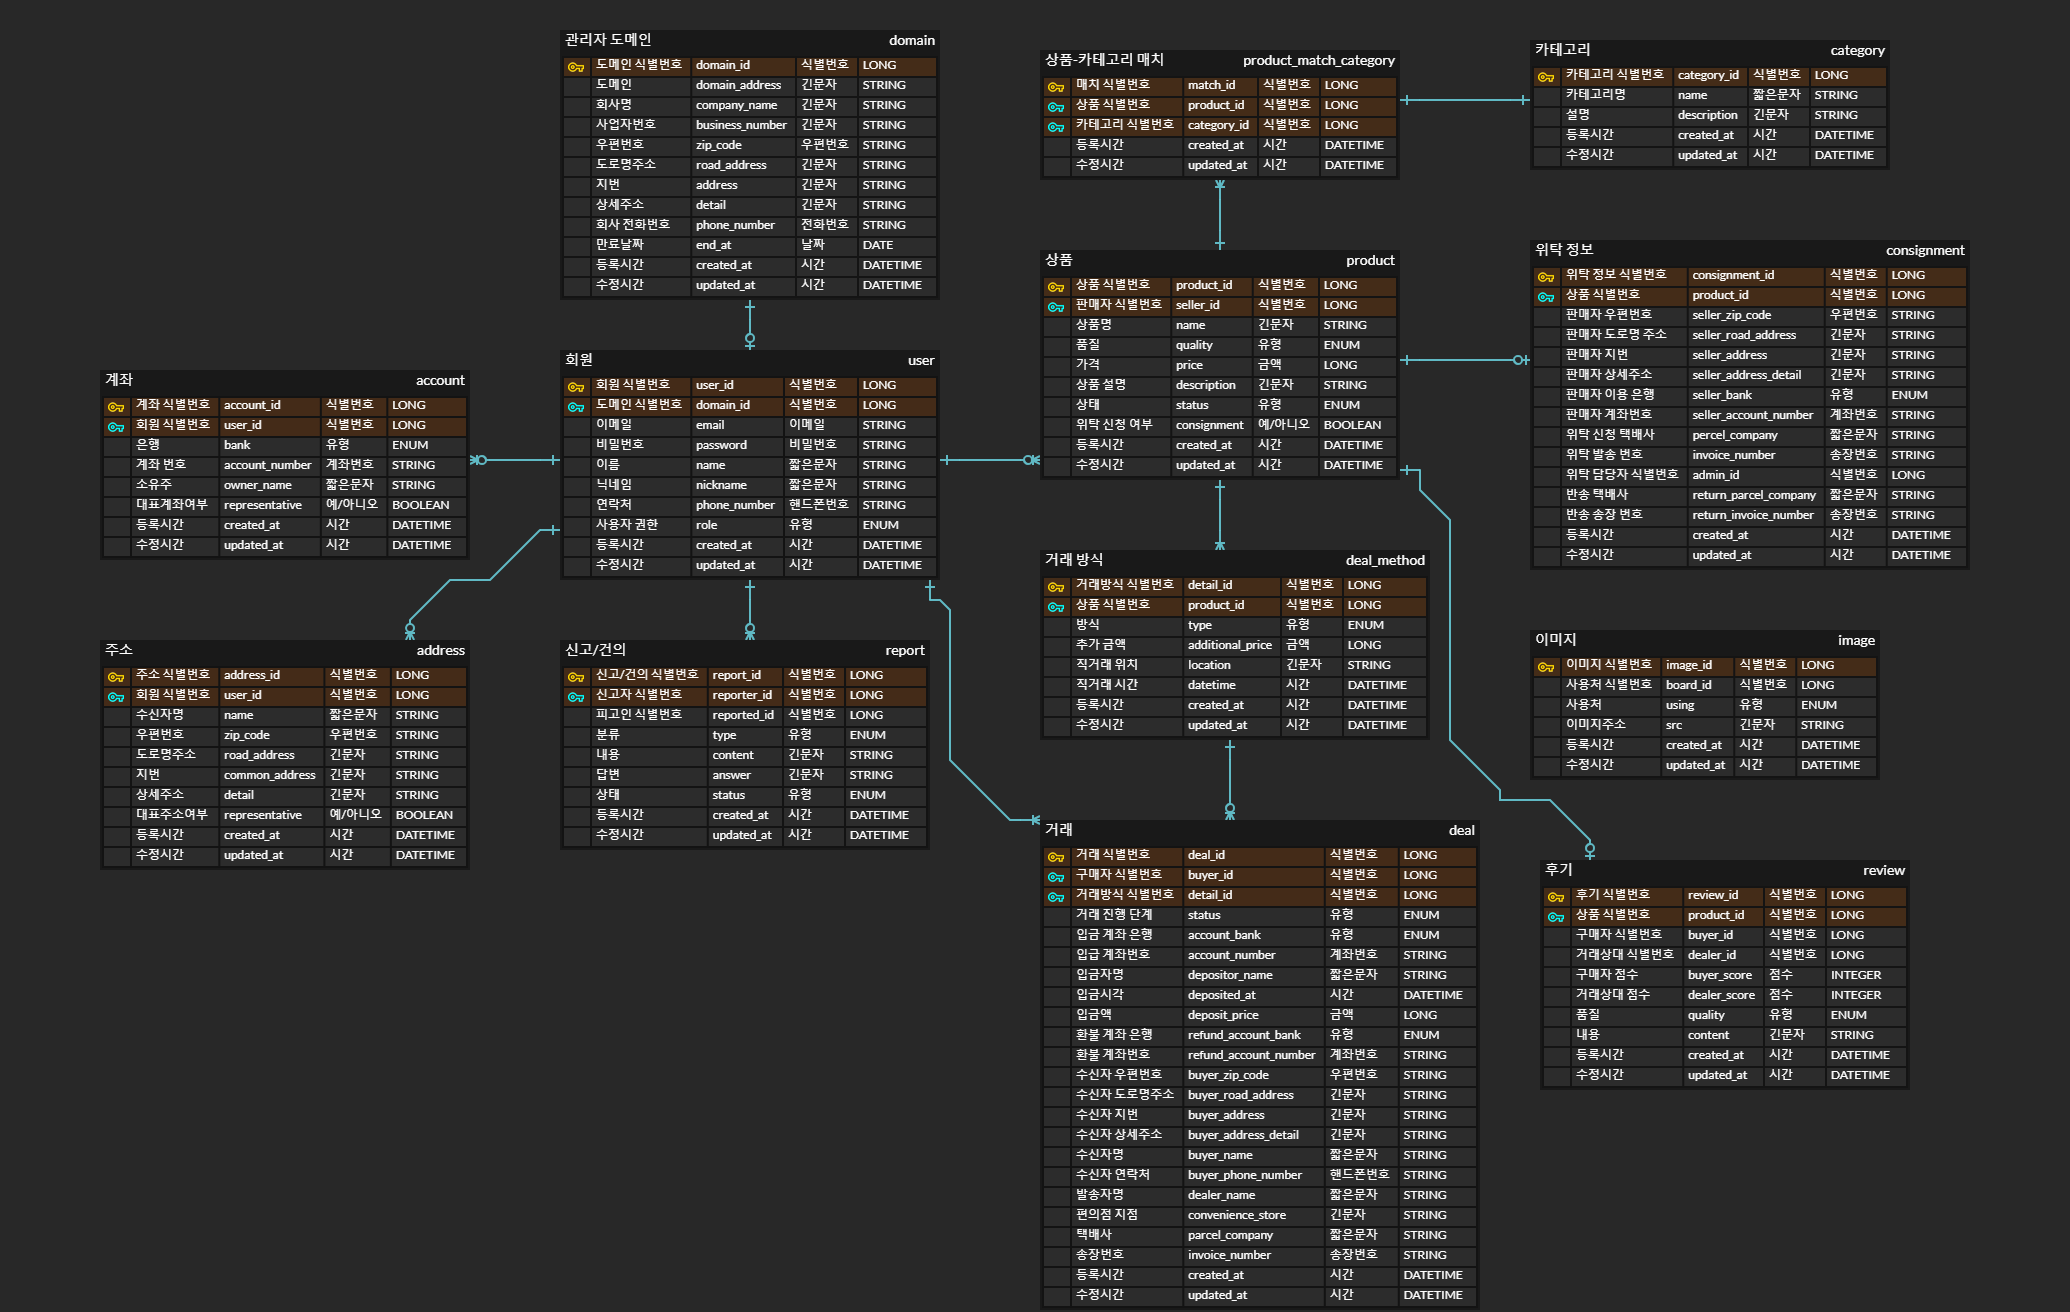 관리자 도메인 domain
도메인 식별번호 domain_id 식별번호 LONG
도메인 domain_address 긴문자 STRING
회사명 company_name 긴문자 STRING
사업자번호 business_number 긴문자 STRING
우편번호 zip_code 우편번호 STRING
도로명주소 road_address 긴문자 STRING
지번 address 긴문자 STRING
상세주소 detail 긴문자 STRING
회사 전화번호 phone_number 전화번호 STRING
만료날짜 end_at 날짜 DATE
등록시간 created_at 시간 DATETIME
수정시간 updated_at 시간 DATETIME
상품-카테고리 매치 product_match_category
매치 식별번호 match_id 식별번호 LONG
상품 식별번호 product_id 식별번호 LONG
카테고리 식별번호 category_id 식별번호 LONG
등록시간 created_at 시간 DATETIME
수정시간 updated_at 시간 DATETIME
카테고리 category
카테고리 식별번호 category_id 식별번호 LONG
카테고리명 name 짧은문자 STRING
설명 description 긴문자 STRING
등록시간 created_at 시간 DATETIME
수정시간 updated_at 시간 DATETIME
상품 product
상품 식별번호 product_id 식별번호 LONG
판매자 식별번호 seller_id 식별번호 LONG
상품명 name 긴문자 STRING
품질 quality 유형 ENUM
가격 price 금액 LONG
상품 설명 description 긴문자 STRING
상태 status 유형 ENUM
위탁 신청 여부 consignment 예/아니오 BOOLEAN
등록시간 created_at 시간 DATETIME
수정시간 updated_at 시간 DATETIME
위탁 정보 consignment
위탁 정보 식별번호 consignment_id 식별번호 LONG
상품 식별번호 product_id 식별번호 LONG
판매자 우편번호 seller_zip_code 우편번호 STRING
판매자 도로명 주소 seller_road_address 긴문자 STRING
판매자 지번 seller_address 긴문자 STRING
판매자 상세주소 seller_address_detail 긴문자 STRING
판매자 이용 은행 seller_bank 유형 ENUM
판매자 계좌번호 seller_account_number 계좌번호 STRING
위탁 신청 택배사 percel_company 짧은문자 STRING
위탁 발송 번호 invoice_number 송장번호 STRING
위탁 담당자 식별번호 admin_id 식별번호 LONG
반송 택배사 return_parcel_company 짧은문자 STRING
반송 송장 번호 return_invoice_number 송장번호 STRING
등록시간 created_at 시간 DATETIME
수정시간 updated_at 시간 DATETIME
회원 user
회원 식별번호 user_id 식별번호 LONG
도메인 식별번호 domain_id 식별번호 LONG
이메일 email 이메일 STRING
비밀번호 password 비밀번호 STRING
이름 name 짧은문자 STRING
닉네임 nickname 짧은문자 STRING
연락처 phone_number 핸드폰번호 STRING
사용자 권한 role 유형 ENUM
등록시간 created_at 시간 DATETIME
수정시간 updated_at 시간 DATETIME
계좌 account
계좌 식별번호 account_id 식별번호 LONG
회원 식별번호 user_id 식별번호 LONG
은행 bank 유형 ENUM
계좌 번호 account_number 계좌번호 STRING
소유주 owner_name 짧은문자 STRING
대표계좌여부 representative 예/아니오 BOOLEAN
등록시간 created_at 시간 DATETIME
수정시간 updated_at 시간 DATETIME
거래 방식 deal_method
거래방식 식별번호 detail_id 식별번호 LONG
상품 식별번호 product_id 식별번호 LONG
방식 type 유형 ENUM
추가 금액 additional_price 금액 LONG
직거래 위치 location 긴문자 STRING
직거래 시간 datetime 시간 DATETIME
등록시간 created_at 시간 DATETIME
수정시간 updated_at 시간 DATETIME
이미지 image
이미지 식별번호 image_id 식별번호 LONG
사용처 식별번호 board_id 식별번호 LONG
사용처 using 유형 ENUM
이미지주소 src 긴문자 STRING
등록시간 created_at 시간 DATETIME
수정시간 updated_at 시간 DATETIME
주소 address
주소 식별번호 address_id 식별번호 LONG
회원 식별번호 user_id 식별번호 LONG
수신자명 name 짧은문자 STRING
우편번호 zip_code 우편번호 STRING
도로명주소 road_address 긴문자 STRING
지번 common_address 긴문자 STRING
상세주소 detail 긴문자 STRING
대표주소여부 representative 예/아니오 BOOLEAN
등록시간 created_at 시간 DATETIME
수정시간 updated_at 시간 DATETIME
신고/건의 report
신고/건의 식별번호 report_id 식별번호 LONG
신고자 식별번호 reporter_id 식별번호 LONG
피고인 식별번호 reported_id 식별번호 LONG
분류 type 유형 ENUM
내용 content 긴문자 STRING
답변 answer 긴문자 STRING
상태 status 유형 ENUM
등록시간 created_at 시간 DATETIME
수정시간 updated_at 시간 DATETIME
거래 deal
거래 식별번호 deal_id 식별번호 LONG
구매자 식별번호 buyer_id 식별번호 LONG
거래방식 식별번호 detail_id 식별번호 LONG
거래 진행 단계 status 유형 ENUM
입금 계좌 은행 account_bank 유형 ENUM
입급 계좌번호 account_number 계좌번호 STRING
입금자명 depositor_name 짧은문자 STRING
입금시각 deposited_at 시간 DATETIME
입금액 deposit_price 금액 LONG
환불 계좌 은행 refund_account_bank 유형 ENUM
환불 계좌번호 refund_account_number 계좌번호 STRING
수신자 우편번호 buyer_zip_code 우편번호 STRING
수신자 도로명주소 buyer_road_address 긴문자 STRING
수신자 지번 buyer_address 긴문자 STRING
수신자 상세주소 buyer_address_detail 긴문자 STRING
수신자명 buyer_name 짧은문자 STRING
수신자 연락처 buyer_phone_number 핸드폰번호 STRING
발송자명 dealer_name 짧은문자 STRING
편의점 지점 convenience_store 긴문자 STRING
택배사 parcel_company 짧은문자 STRING
송장번호 invoice_number 송장번호 STRING
등록시간 created_at 시간 DATETIME
수정시간 updated_at 시간 DATETIME
후기 review
후기 식별번호 review_id 식별번호 LONG
상품 식별번호 product_id 식별번호 LONG
구매자 식별번호 buyer_id 식별번호 LONG
거래상대 식별번호 dealer_id 식별번호 LONG
구매자 점수 buyer_score 점수 INTEGER
거래상대 점수 dealer_score 점수 INTEGER
품질 quality 유형 ENUM
내용 content 긴문자 STRING
등록시간 created_at 시간 DATETIME
수정시간 updated_at 시간 DATETIME